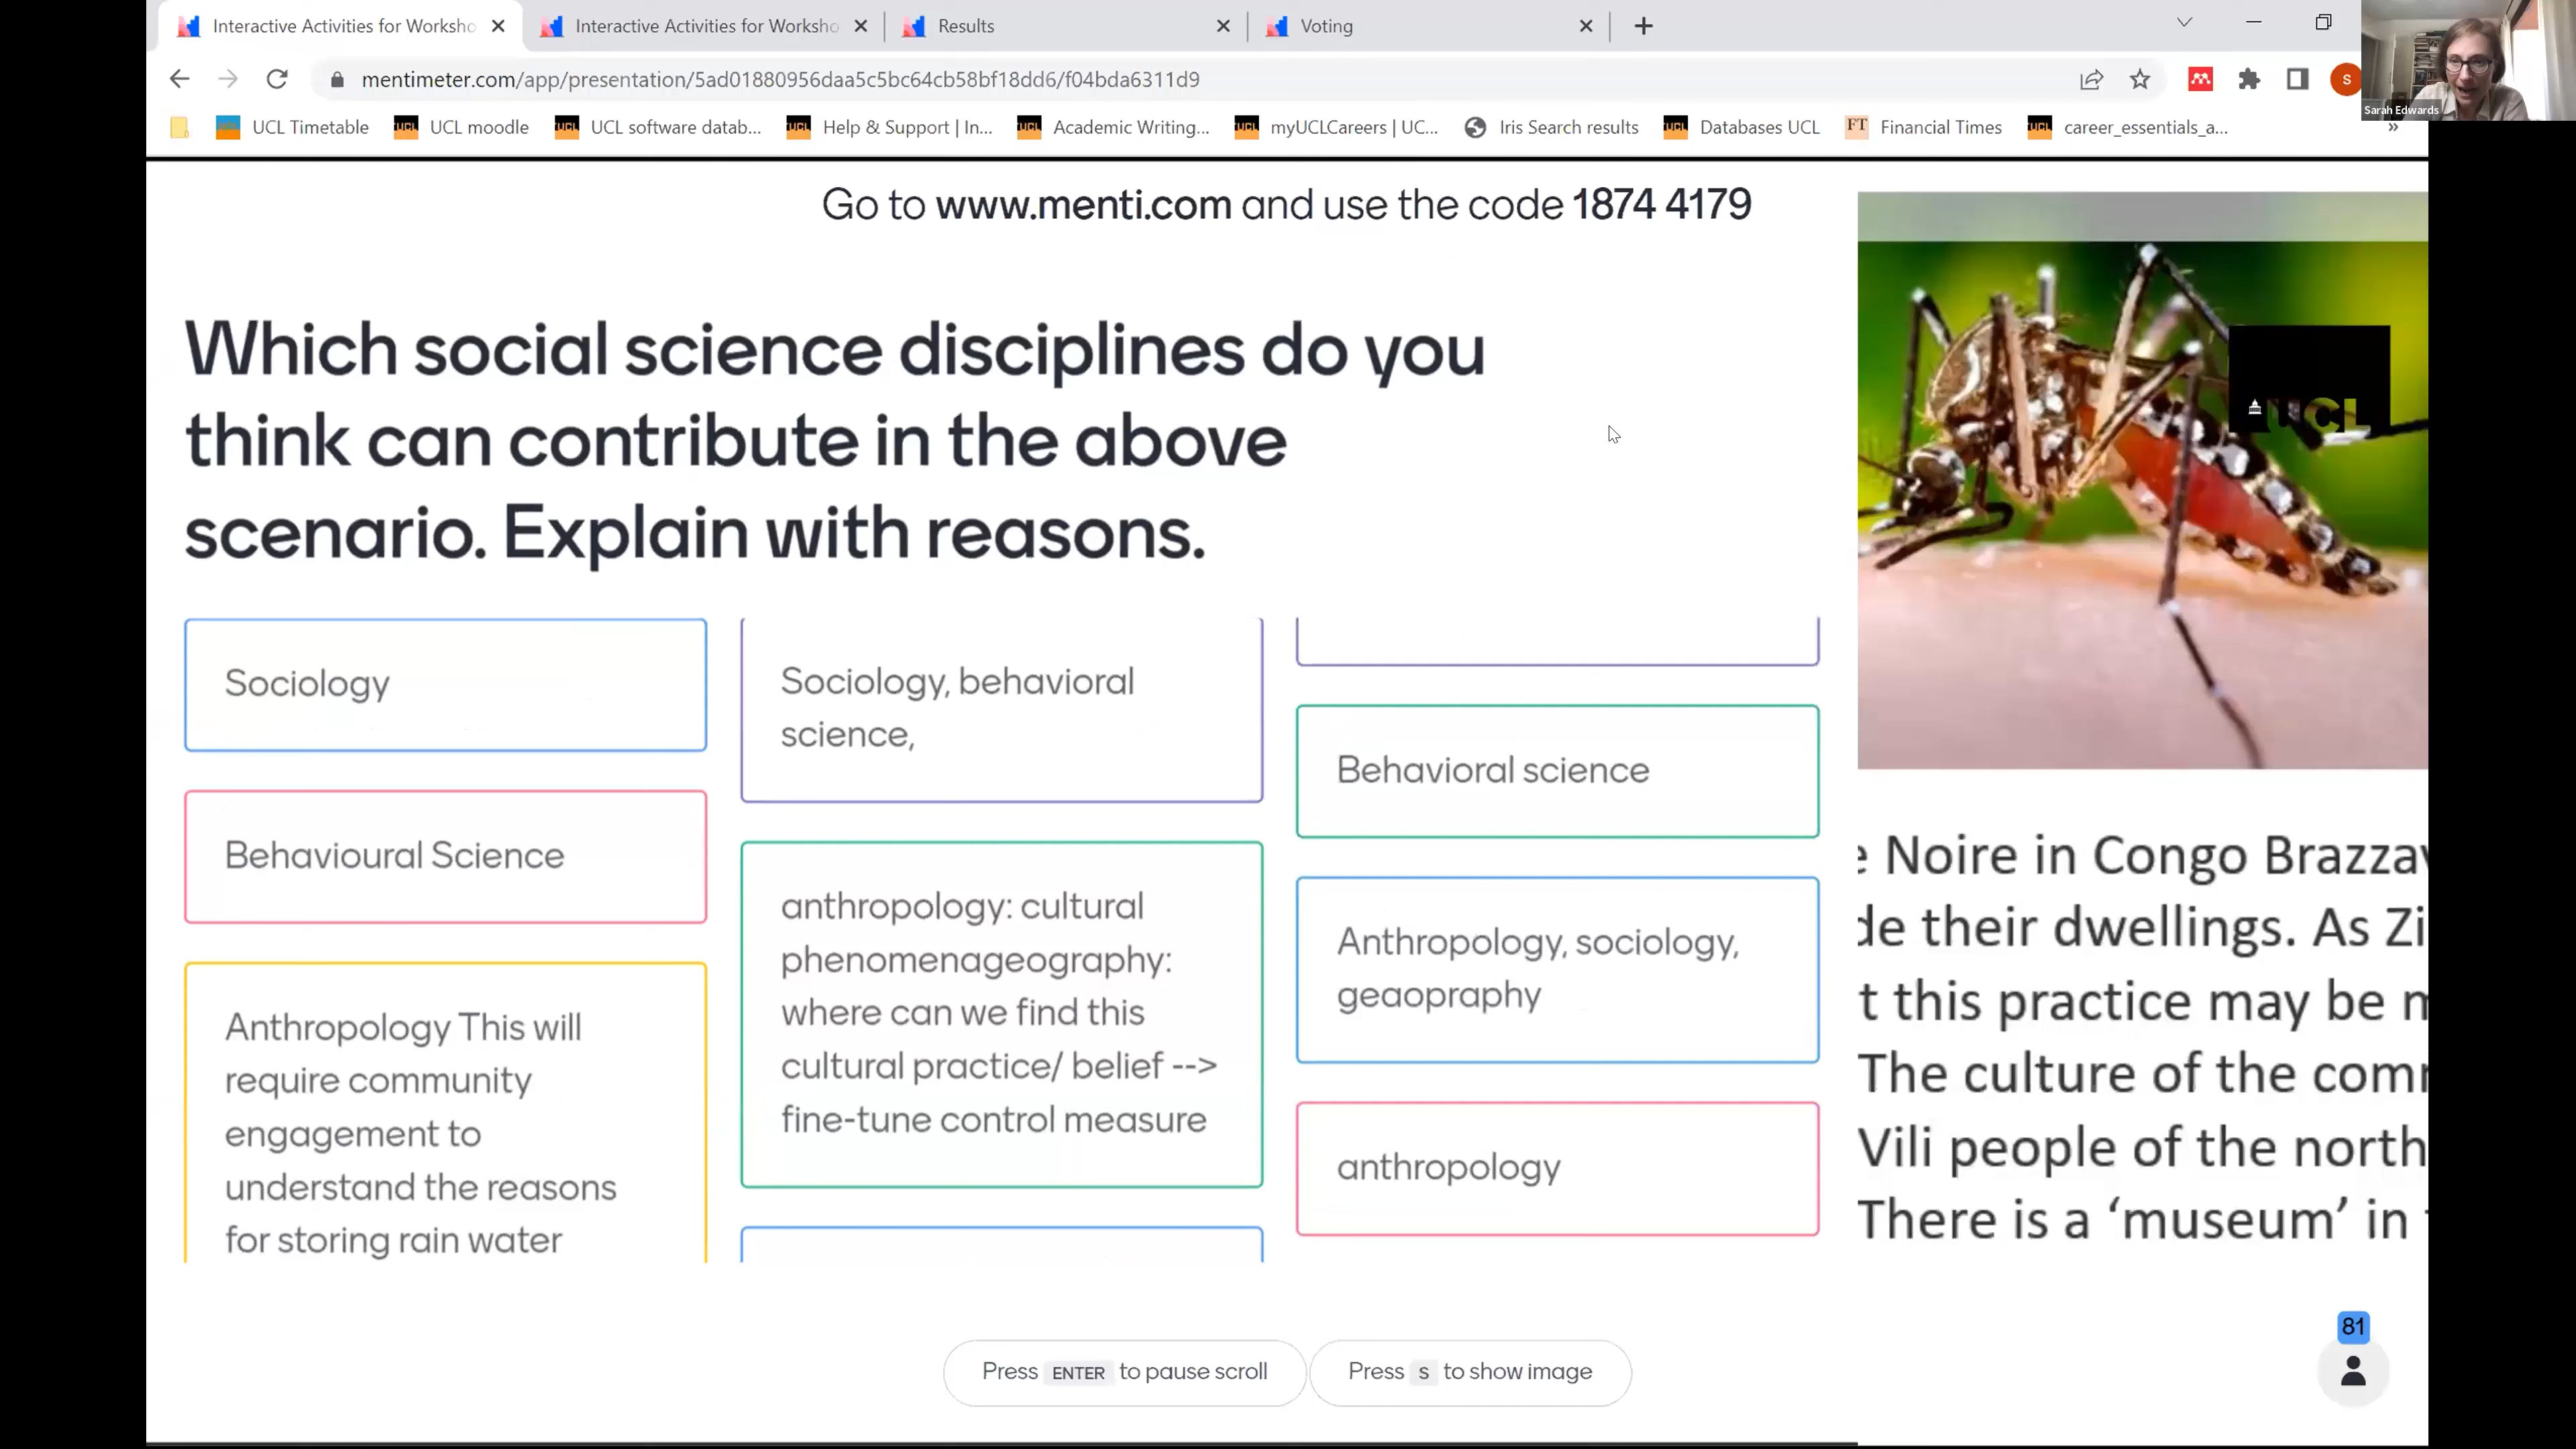 Interactive Activities for Worksho
Interactive Activities for Worksho
Results
Voting
mentimeter.com/app/presentation/5ad01880956daa5c5bc64cb58bf18dd6/f04bda6311d9
S
Sarah Edwards
UCL Timetable
UCL moodle
UCL software datab...
Help & Support | In...
Academic Writing...
myUCLCareers | UC...
Iris Search results
Databases UCL
FT Financial Times
career_essentials_a...
Go to www.menti.com and use the code 1874 4179
Which social science disciplines do you
think can contribute in the above
scenario. Explain with reasons.
UCL
Sociology
Behavioural Science
Anthropology This will
require community
engagement to
understand the reasons
for storing rain water
Sociology, behavioral
science,
anthropology: cultural
phenomenageography:
where can we find this
cultural practice/ belief -->
fine-tune control measure
Behavioral science
Anthropology, sociology,
geaopraphy
anthropology
e Noire in Congo Brazzav
de their dwellings. As Zi
t this practice may be m
The culture of the com
Vili people of the north
There is a ‘museum’ in
Press ENTER to pause scroll
Press S to show image
81